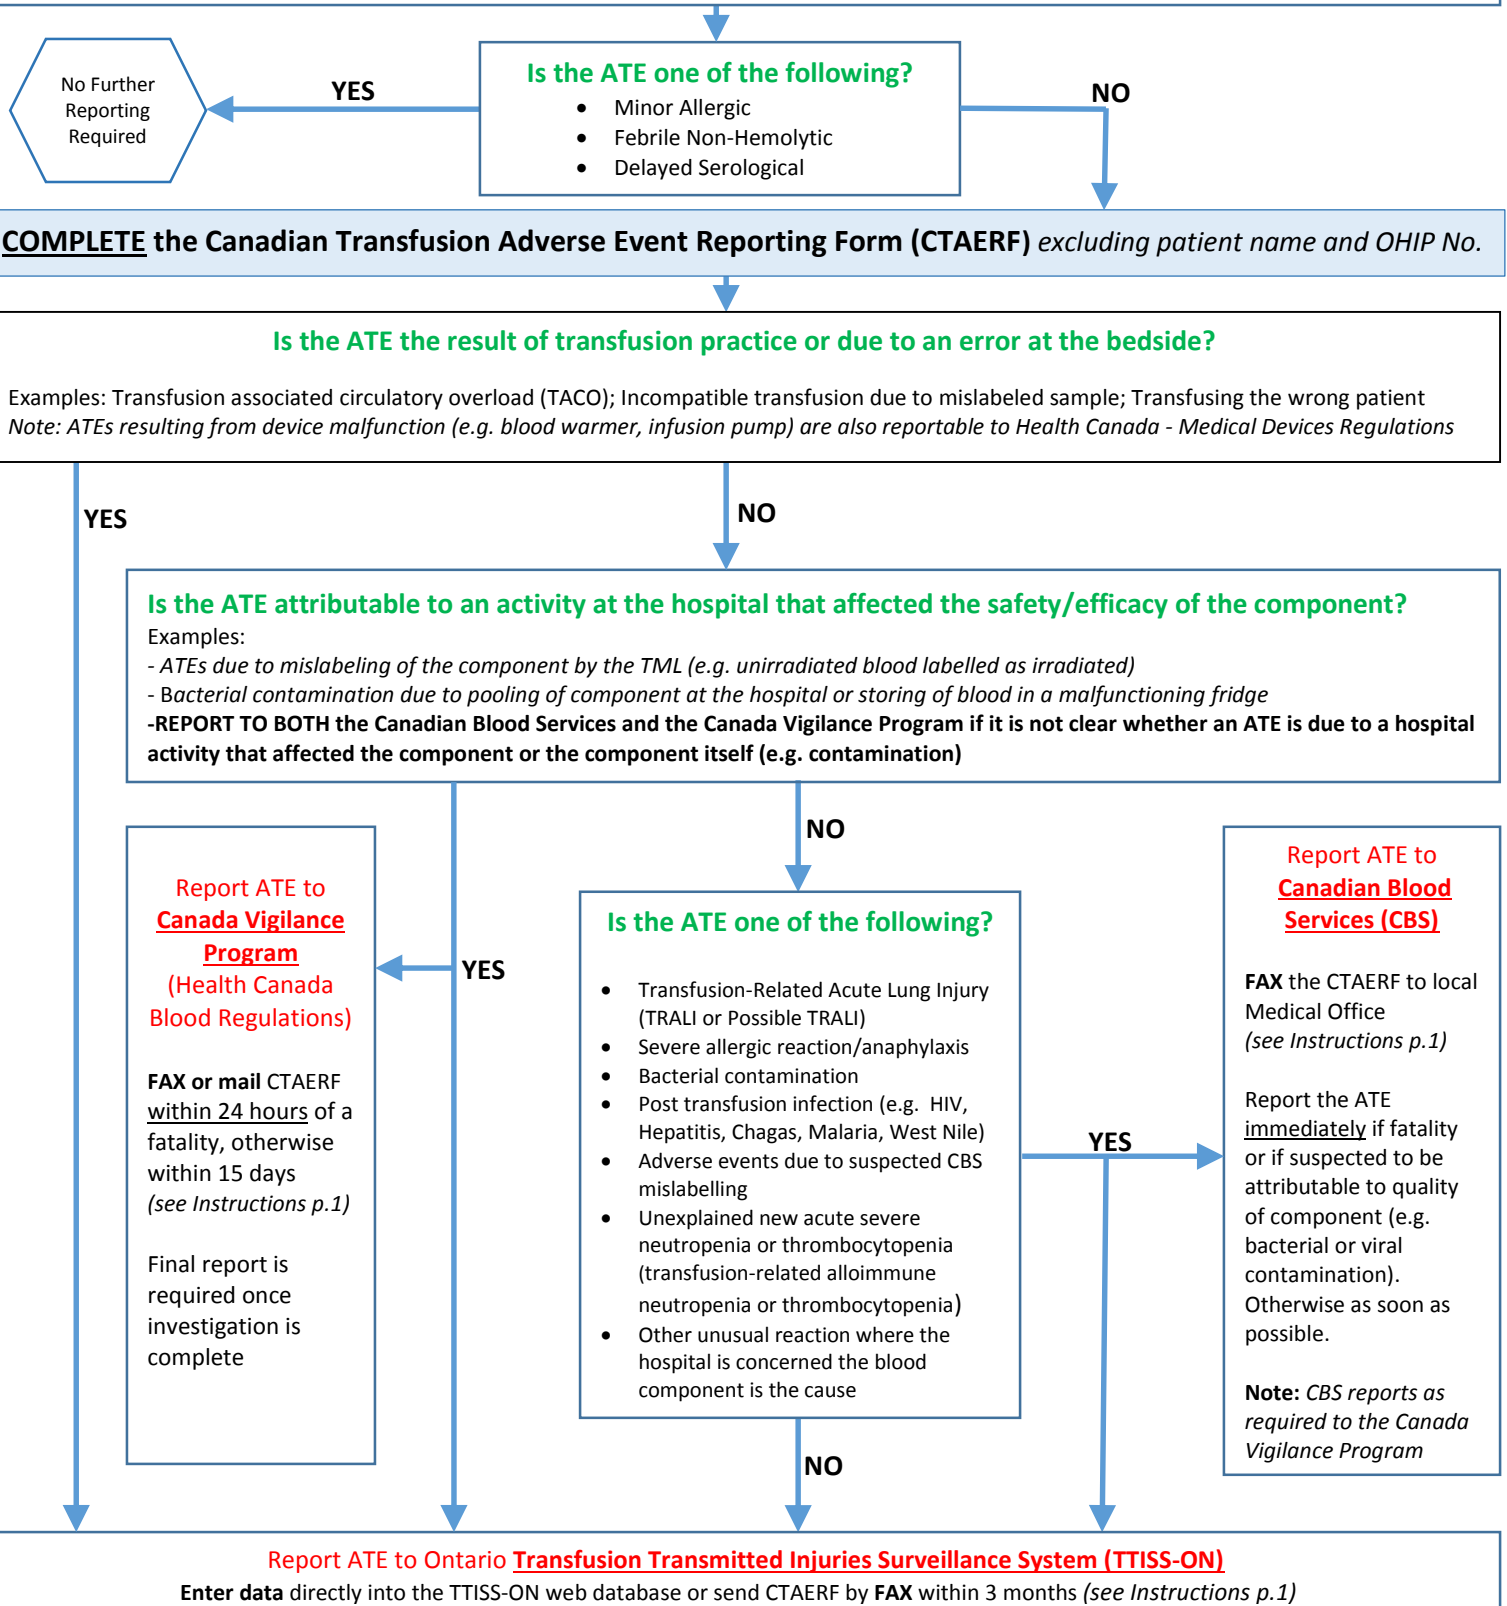 No Further
Reporting
Required
YES
Is the ATE one of the following?
• Minor Allergic
• Febrile Non-Hemolytic
• Delayed Serological
NO
COMPLETE the Canadian Transfusion Adverse Event Reporting Form (CTAERF) excluding patient name and OHIP No.
Is the ATE the result of transfusion practice or due to an error at the bedside?
Examples: Transfusion associated circulatory overload (TACO); Incompatible transfusion due to mislabeled sample; Transfusing the wrong patient
Note: ATEs resulting from device malfunction (e.g. blood warmer, infusion pump) are also reportable to Health Canada - Medical Devices Regulations
YES
NO
Is the ATE attributable to an activity at the hospital that affected the safety/efficacy of the component?
Examples:
- ATEs due to mislabeling of the component by the TML (e.g. unirradiated blood labelled as irradiated)
- Bacterial contamination due to pooling of component at the hospital or storing of blood in a malfunctioning fridge
-REPORT TO BOTH the Canadian Blood Services and the Canada Vigilance Program if it is not clear whether an ATE is due to a hospital
activity that affected the component or the component itself (e.g. contamination)
Report ATE to
Canada Vigilance
Program
(Health Canada
Blood Regulations)
FAX or mail CTAERF
within 24 hours of a
fatality, otherwise
within 15 days
(see Instructions p.1)
Final report is
required once
investigation is
complete
YES
NO
Is the ATE one of the following?
• Transfusion-Related Acute Lung Injury
(TRALI or Possible TRALI)
• Severe allergic reaction/anaphylaxis
• Bacterial contamination
• Post transfusion infection (e.g. HIV,
Hepatitis, Chagas, Malaria, West Nile)
• Adverse events due to suspected CBS
mislabelling
• Unexplained new acute severe
neutropenia or thrombocytopenia
(transfusion-related alloimmune
neutropenia or thrombocytopenia)
• Other unusual reaction where the
hospital is concerned the blood
component is the cause
YES
NO
Report ATE to
Canadian Blood
Services (CBS)
FAX the CTAERF to local
Medical Office
(see Instructions p.1)
Report the ATE
immediately if fatality
or if suspected to be
attributable to quality
of component (e.g.
bacterial or viral
contamination).
Otherwise as soon as
possible.
Note: CBS reports as
required to the Canada
Vigilance Program
Report ATE to Ontario Transfusion Transmitted Injuries Surveillance System (TTISS-ON)
Enter data directly into the TTISS-ON web database or send CTAERF by FAX within 3 months (see Instructions p.1)